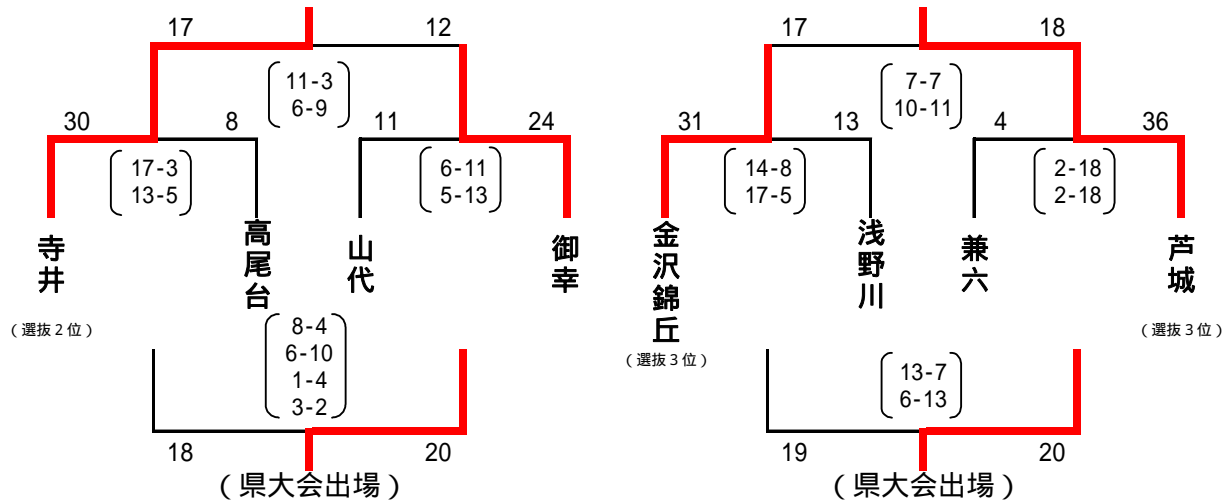 17 12
11-3
6-9
30 8 11 24
17-3
13-5
6-11
5-13
寺井
高尾台
山代
御幸
(選抜2位)
8-4
6-10
1-4
3-2
18 20
(県大会出場)
17 18
7-7
10-11
31 13 4 36
14-8
17-5
2-18
2-18
金沢錦丘
浅野川
兼六
芦城
(選抜3位)
(選抜3位)
13-7
6-13
19 20
(県大会出場)